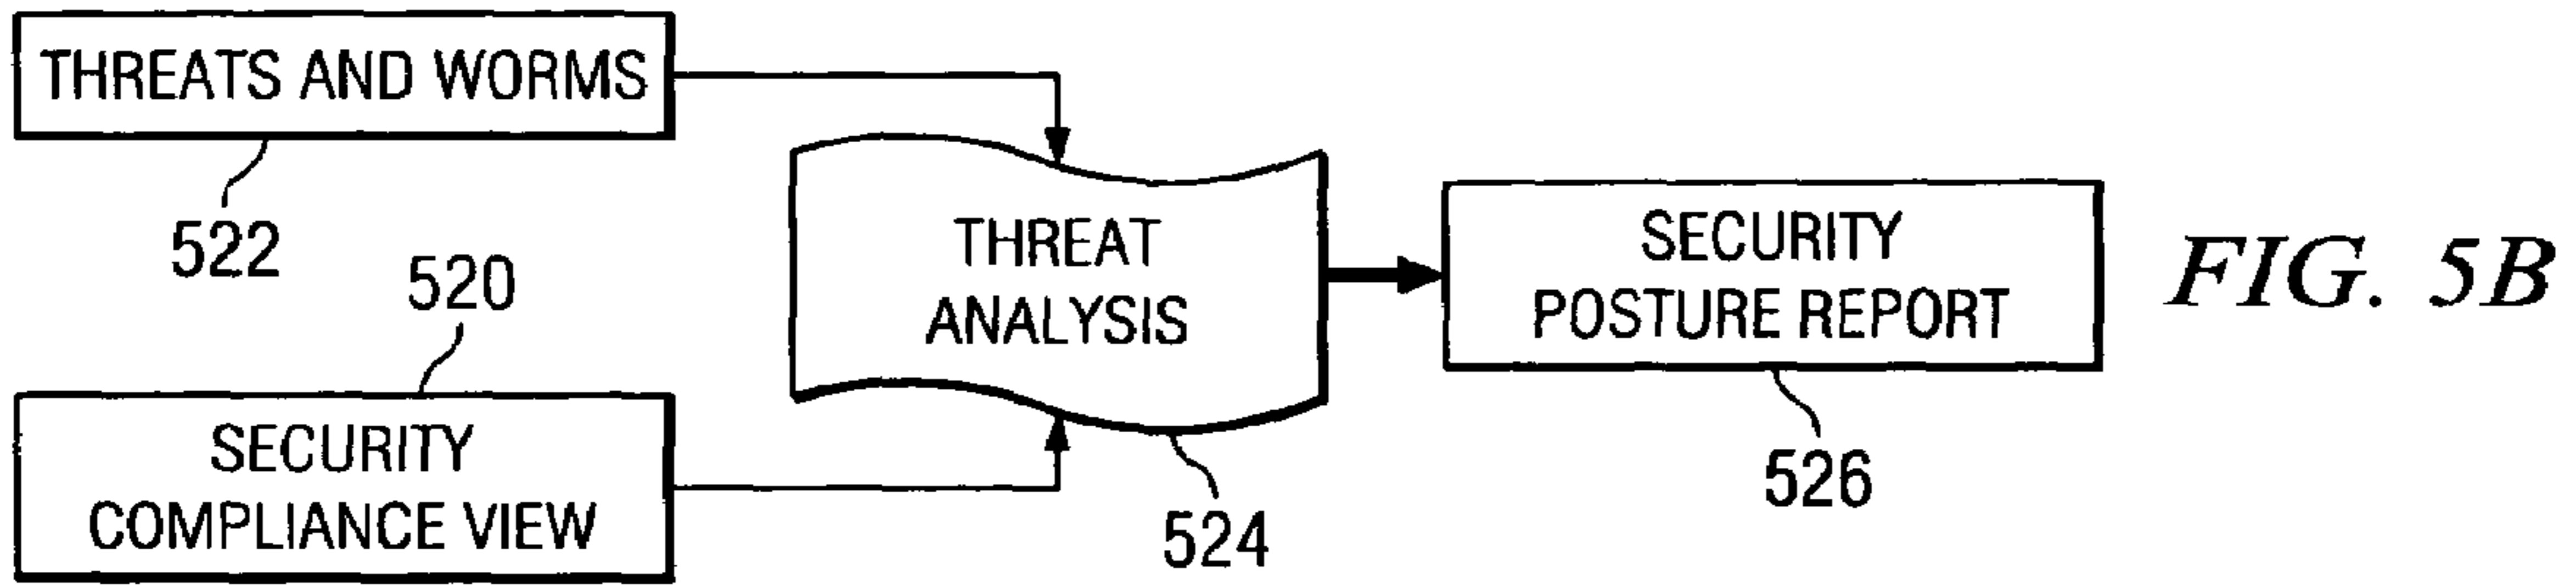 THREATS AND WORMS
522
520
SECURITY
COMPLIANCE VIEW
THREAT
ANALYSIS
524
SECURITY
POSTURE REPORT
526
FIG. 5B